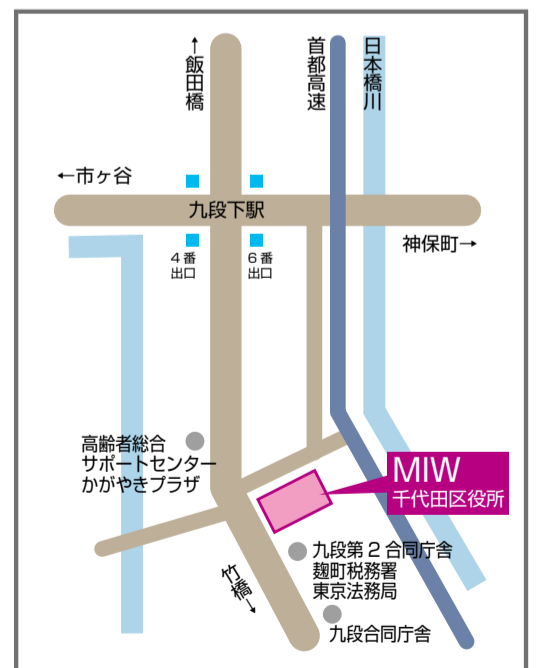 ↑飯田橋
首都高速
日本橋川
←市ヶ谷
九段下駅
神保町→
4番
出口
6番
出口
高齢者総合
サポートセンター
かがやきプラザ
MIW
千代田区役所
九段第2合同庁舎
麹町税務署
東京法務局
竹橋↓
九段合同庁舎